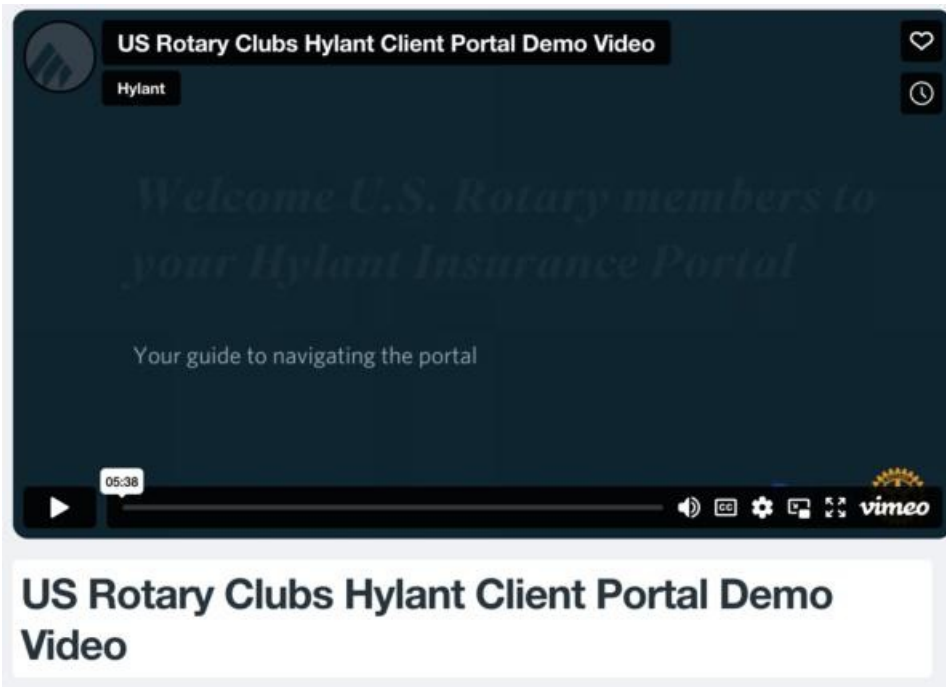 US Rotary Clubs Hylant Client Portal Demo Video
Hylant
Welcome U.S. Rotary members to
your Hylant Insurance Portal
Your guide to navigating the portal
05:38
CC
vimeo
US Rotary Clubs Hylant Client Portal Demo
Video